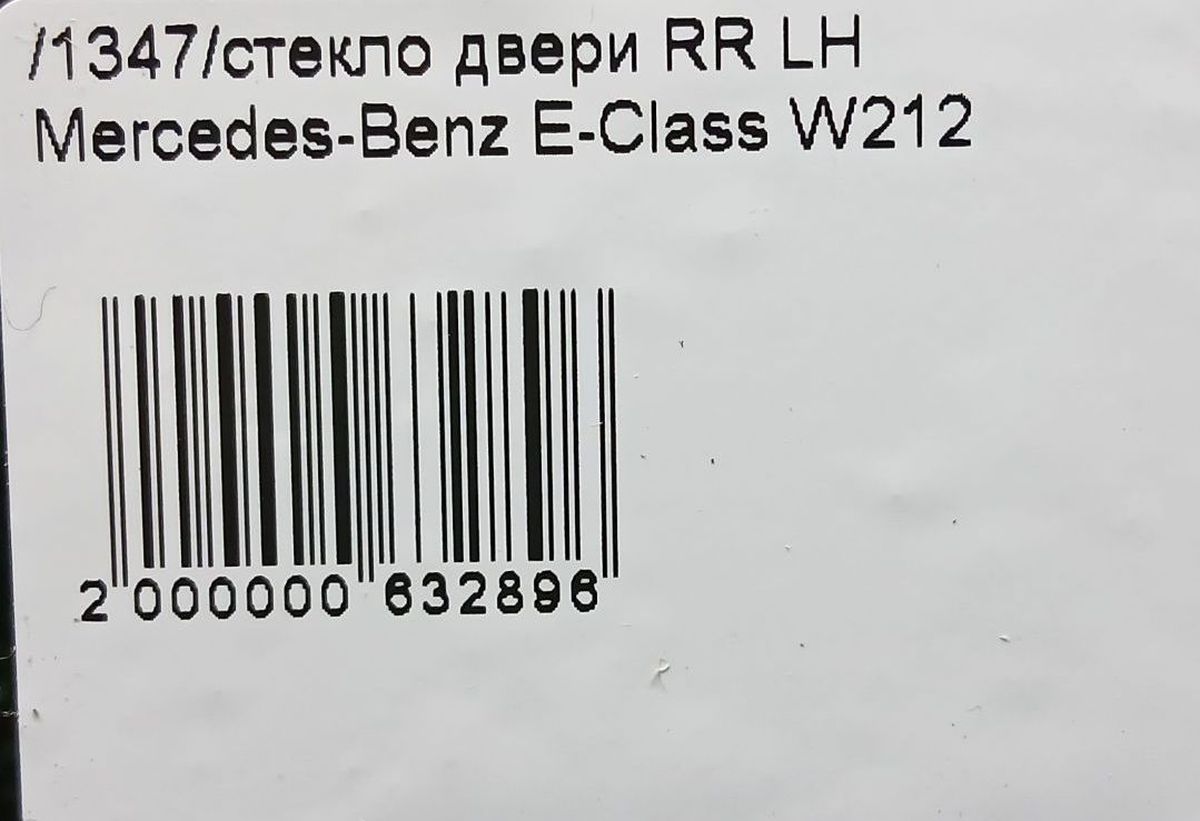 /1347/стекло двери RR LH
Mercedes-Benz E-Class W212
2 000000 632896